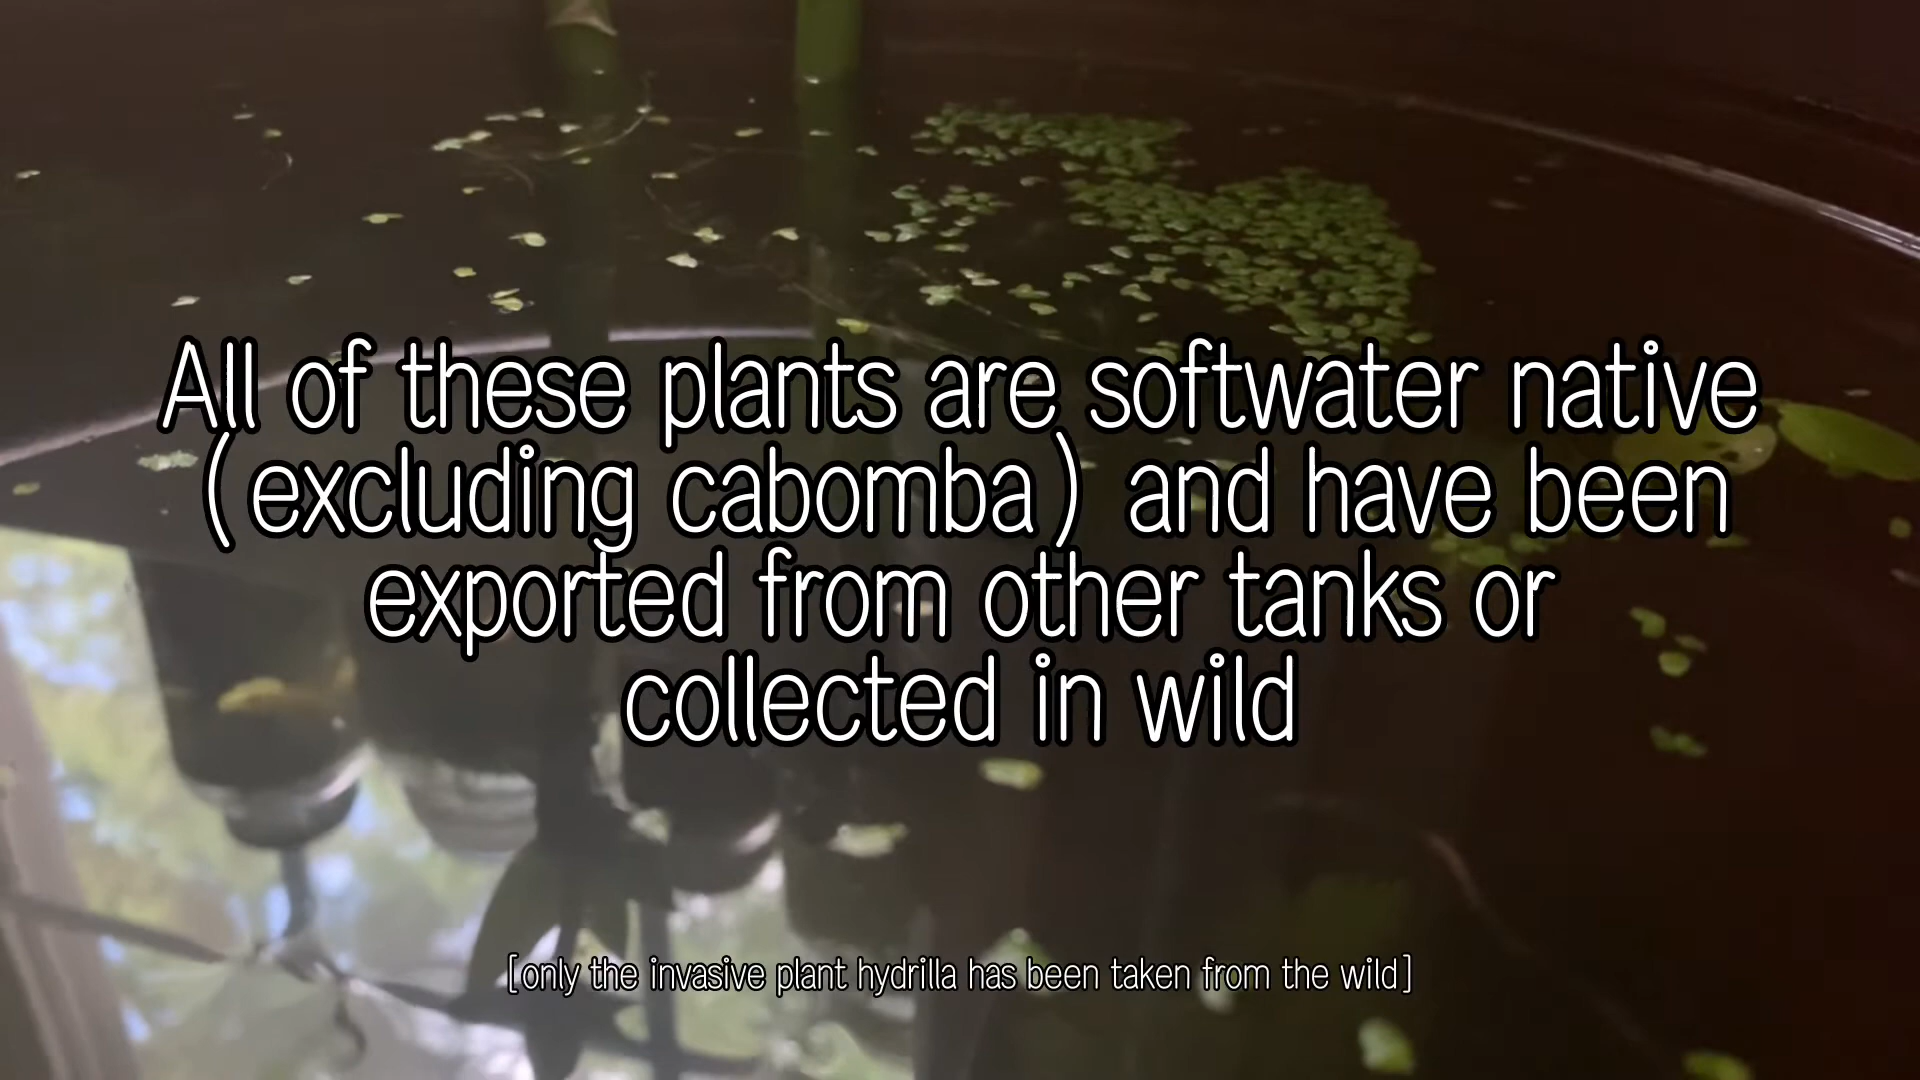 All of these plants are softwater native
(excluding cabomba) and have been
exported from other tanks or
collected in wild
[only the invasive plant hydrilla has been taken from the wild]